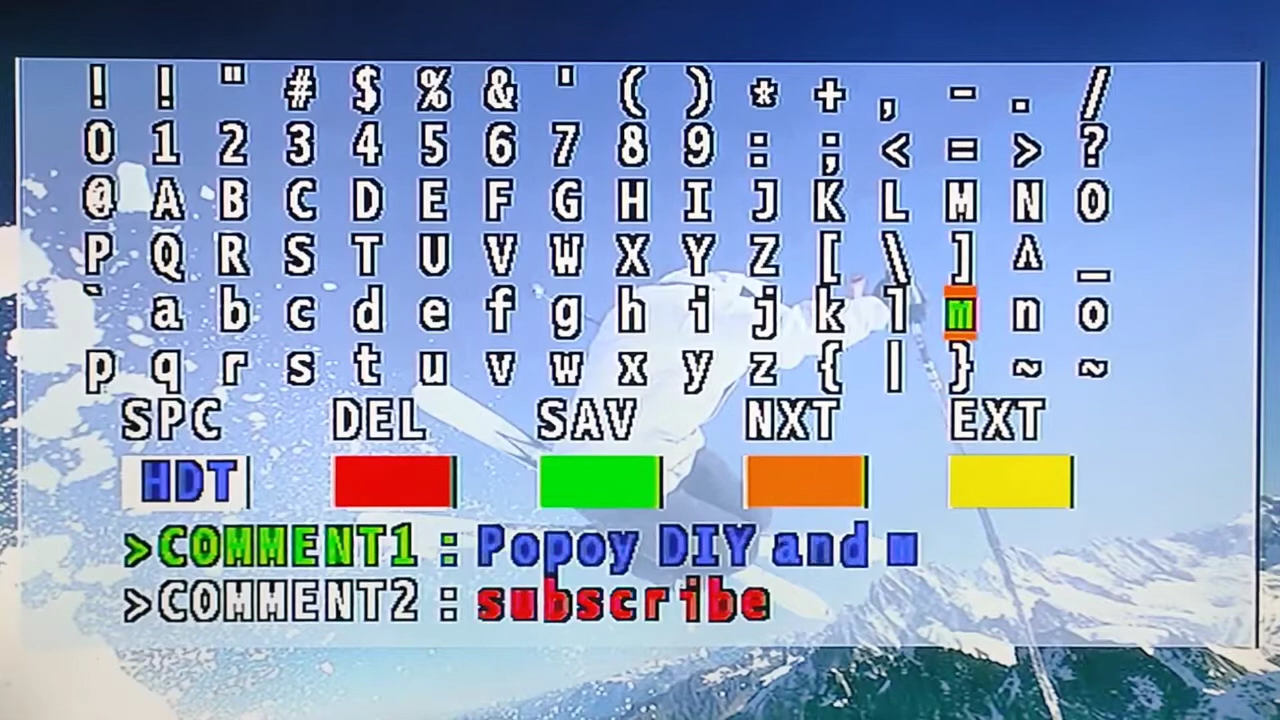 ! ! " # $ % & ' ( ) * + , - . /
0 1 2 3 4 5 6 7 8 9 : ; < = > ?
@ A B C D E F G H I J K L M N O
P Q R S T U V W X Y Z [ \ ] ^ _
` a b c d e f g h i j k l m n o
p q r s t u v w x y z { | } ~ ~
SPC DEL SAV NXT EXT
HDT
>COMMENT1 : Popoy DIY and m
>COMMENT2 : subscribe